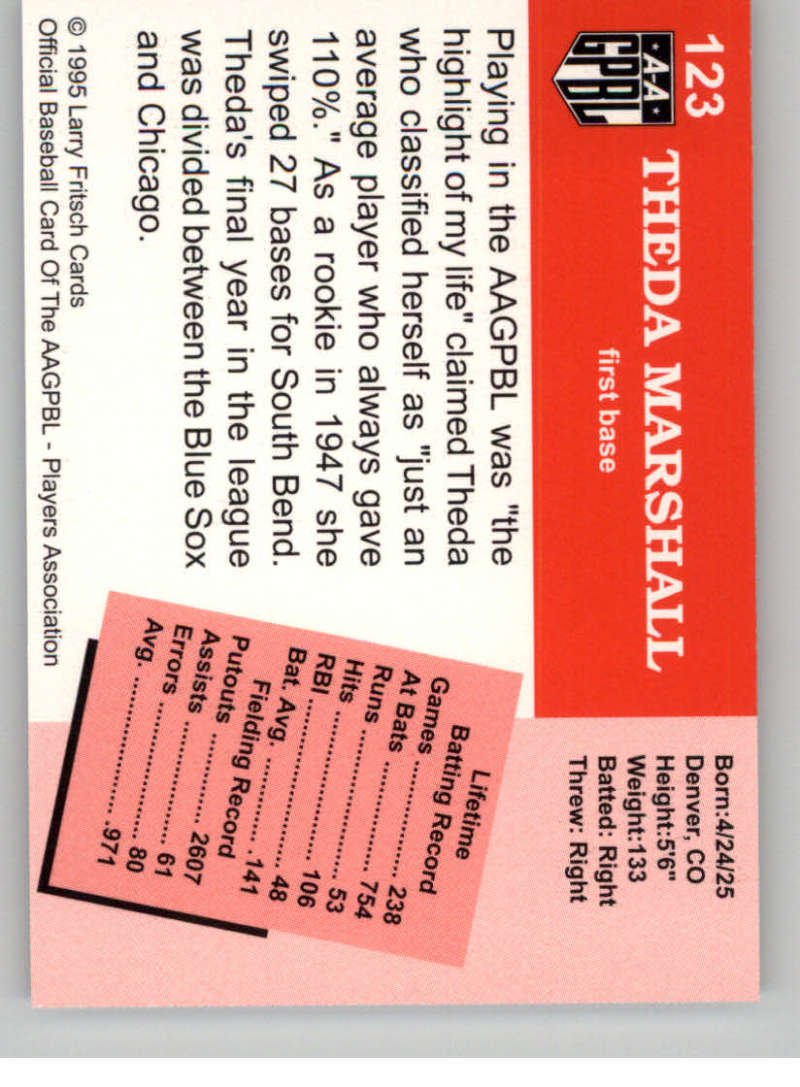 123
A-A
GPBL
THEDA MARSHALL
first base
Born:4/24/25
Denver, CO
Height:5'6"
Weight:133
Batted: Right
Threw: Right
Playing in the AAGPBL was "the
highlight of my life" claimed Theda
who classified herself as "just an
average player who always gave
110%." As a rookie in 1947 she
swiped 27 bases for South Bend.
Theda's final year in the league
was divided between the Blue Sox
and Chicago.
Lifetime
Batting Record
Games .................. 238
At Bats .................. 754
Runs .................. 53
Hits .................. 106
RBI .................. 48
Bat. Avg. .................. .141
Fielding Record
Putouts .................. 2607
Assists .................. 61
Errors .................. 80
Avg. .................. .971
© 1995 Larry Fritsch Cards
Official Baseball Card Of The AAGPBL - Players Association